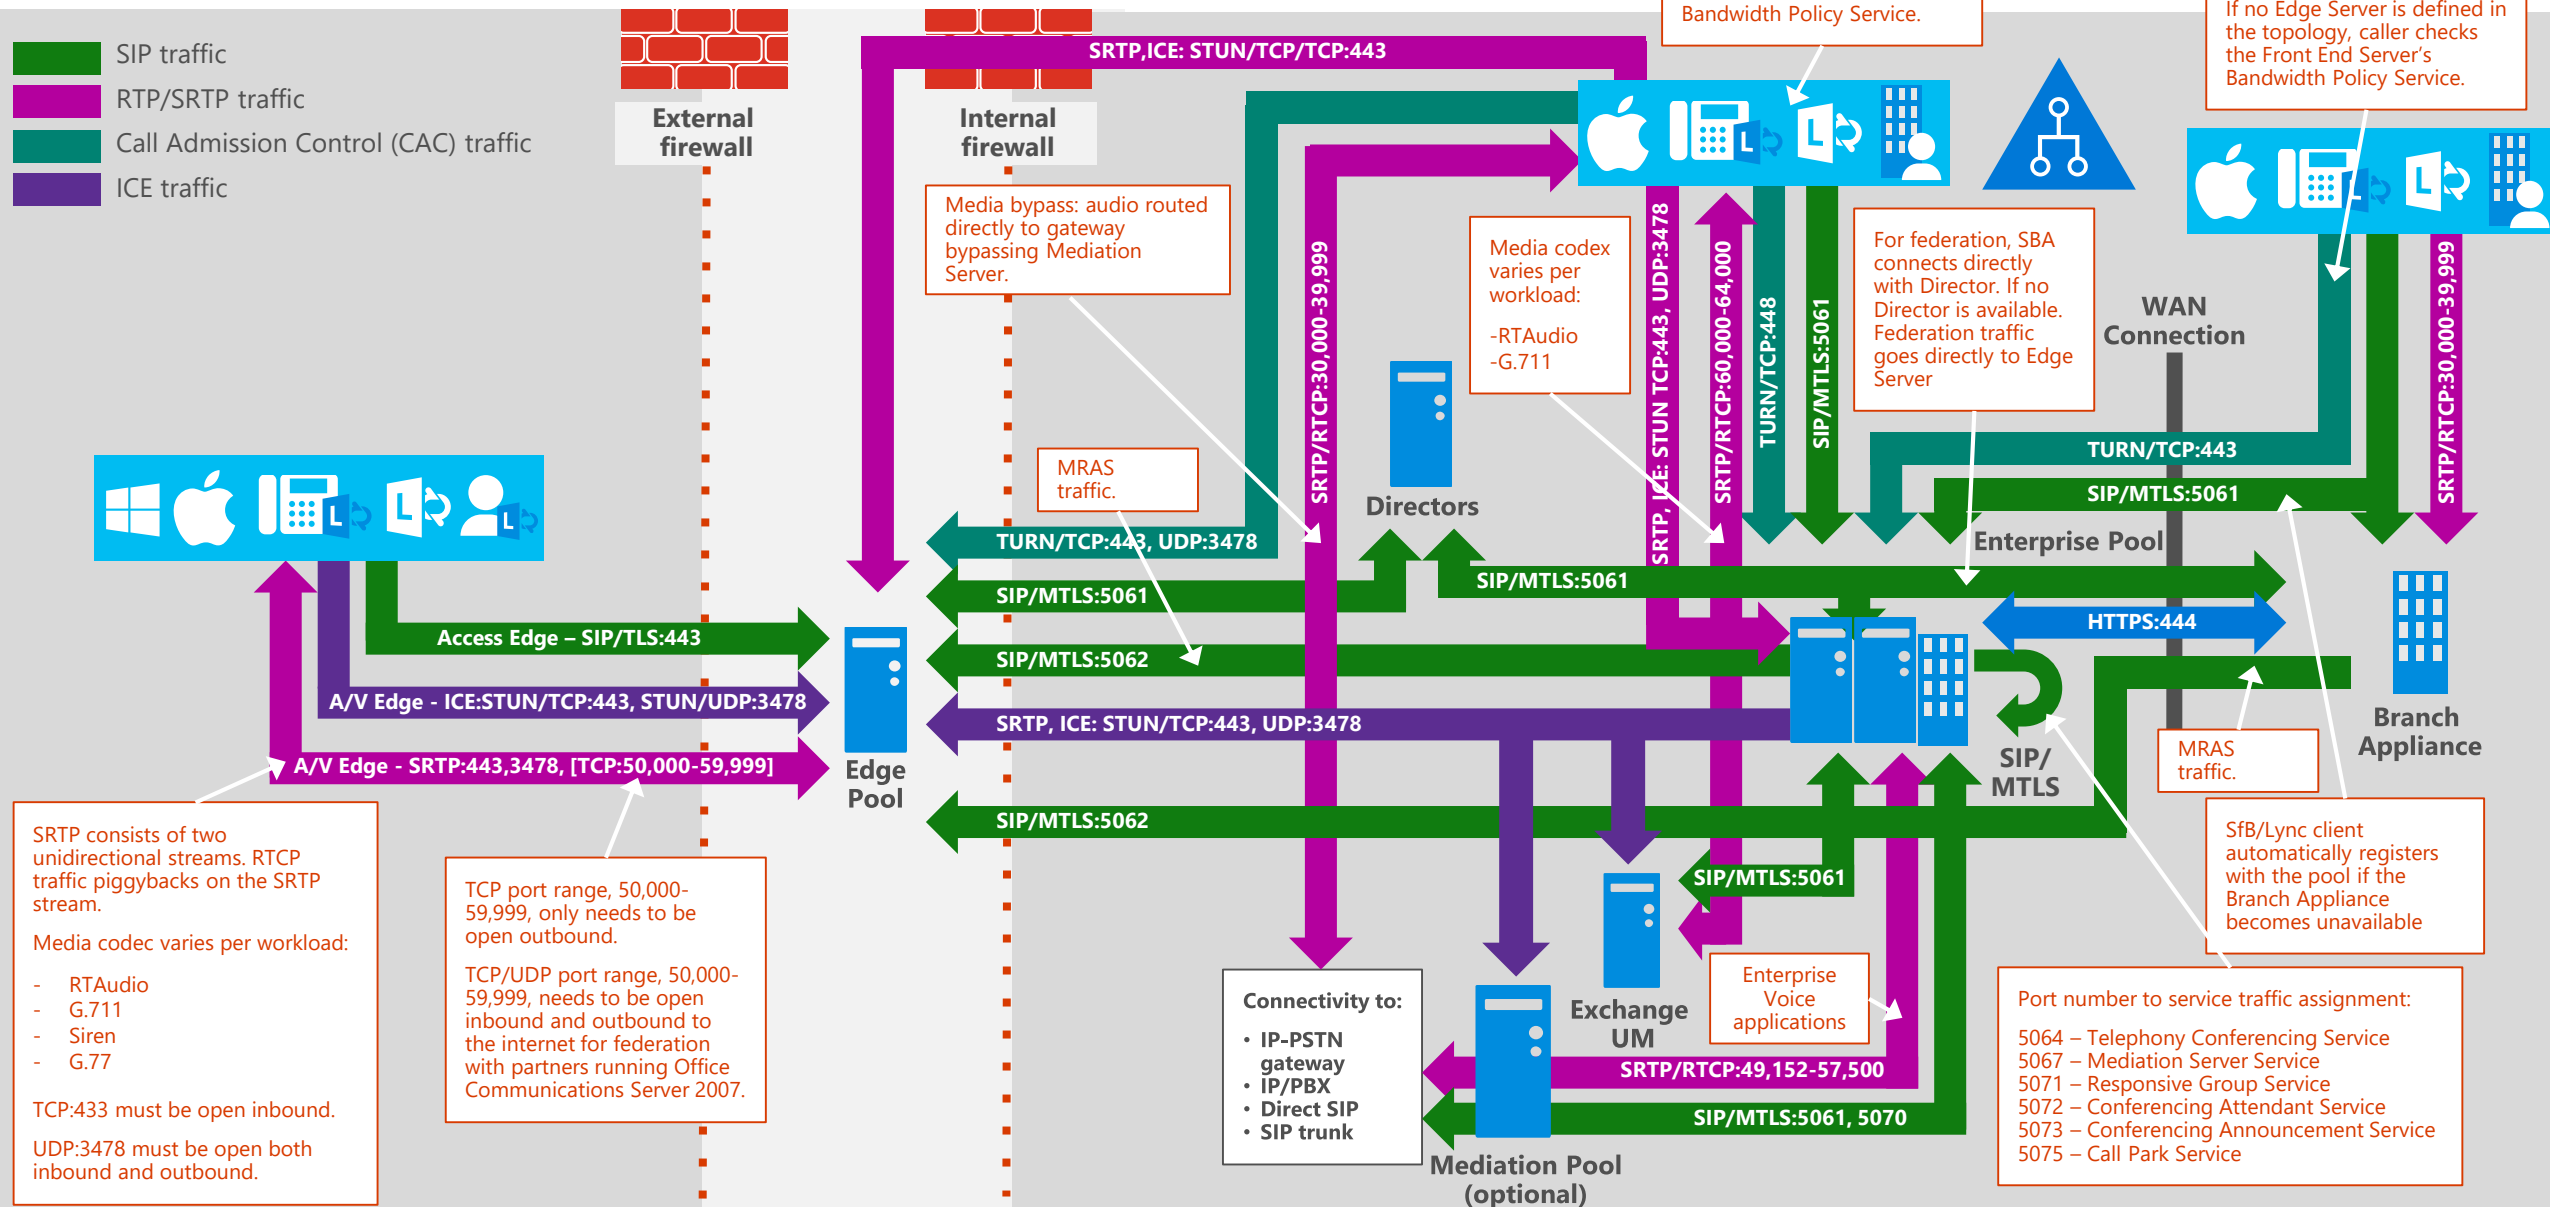 SIP traffic
RTP/SRTP traffic
Call Admission Control (CAC) traffic
ICE traffic
External
firewall
Internal
firewall
SRTP,ICE: STUN/TCP/TCP:443
Bandwidth Policy Service.
If no Edge Server is defined in
the topology, caller checks
the Front End Server's
Bandwidth Policy Service.
Media bypass: audio routed
directly to gateway
bypassing Mediation
Server.
Media codex
varies per
workload:
-RTAudio
-G.711
For federation, SBA
connects directly
with Director. If no
Director is available.
Federation traffic
goes directly to Edge
Server
WAN
Connection
SRTP/RTCP:30,000-39,999
SRTP, ICE: STUN TCP:443, UDP:3478
SRTP/RTCP:60,000-64,000
TURN/TCP:448
SIP/MTLS:5061
SRTP/RTCP:30,000-39,999
MRAS
traffic.
Directors
TURN/TCP:443
SIP/MTLS:5061
Enterprise Pool
TURN/TCP:443, UDP:3478
SIP/MTLS:5061
SIP/MTLS:5061
HTTPS:444
Access Edge – SIP/TLS:443
SIP/MTLS:5062
A/V Edge - ICE:STUN/TCP:443, STUN/UDP:3478
SRTP, ICE: STUN/TCP:443, UDP:3478
A/V Edge - SRTP:443,3478, [TCP:50,000-59,999]
Edge
Pool
SIP/MTLS:5062
SIP/
MTLS
MRAS
traffic.
Branch
Appliance
SRTP consists of two
unidirectional streams. RTCP
traffic piggybacks on the SRTP
stream.
Media codec varies per workload:
- RTAudio
- G.711
- Siren
- G.77
TCP:433 must be open inbound.
UDP:3478 must be open both
inbound and outbound.
TCP port range, 50,000-
59,999, only needs to be
open outbound.
TCP/UDP port range, 50,000-
59,999, needs to be open
inbound and outbound to
the internet for federation
with partners running Office
Communications Server 2007.
SIP/MTLS:5061
SfB/Lync client
automatically registers
with the pool if the
Branch Appliance
becomes unavailable
Connectivity to:
• IP-PSTN
gateway
• IP/PBX
• Direct SIP
• SIP trunk
Exchange
UM
Enterprise
Voice
applications
SRTP/RTCP:49,152-57,500
SIP/MTLS:5061, 5070
Mediation Pool
(optional)
Port number to service traffic assignment:
5064 – Telephony Conferencing Service
5067 – Mediation Server Service
5071 – Responsive Group Service
5072 – Conferencing Attendant Service
5073 – Conferencing Announcement Service
5075 – Call Park Service